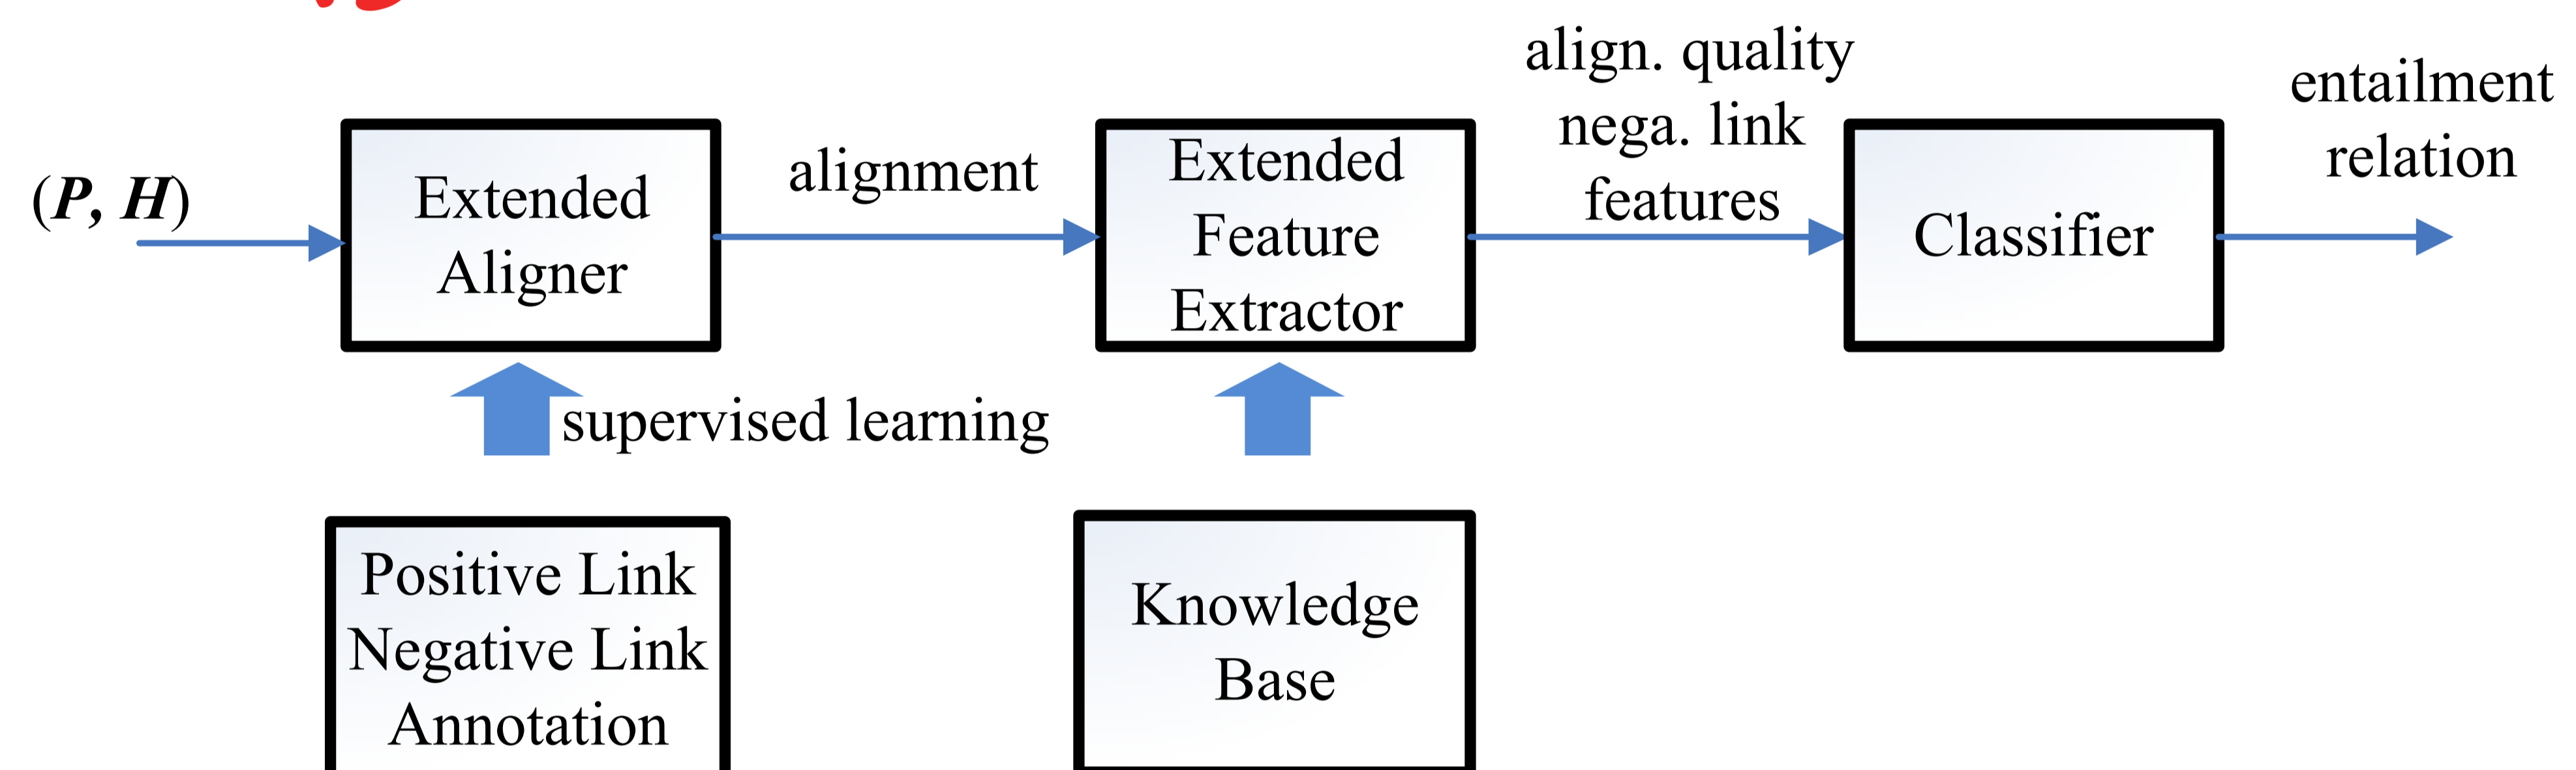 (P, H)
Extended
Aligner
alignment
Extended
Feature
Extractor
align. quality
nega. link
features
Classifier
entailment
relation
supervised learning
Positive Link
Negative Link
Annotation
Knowledge
Base